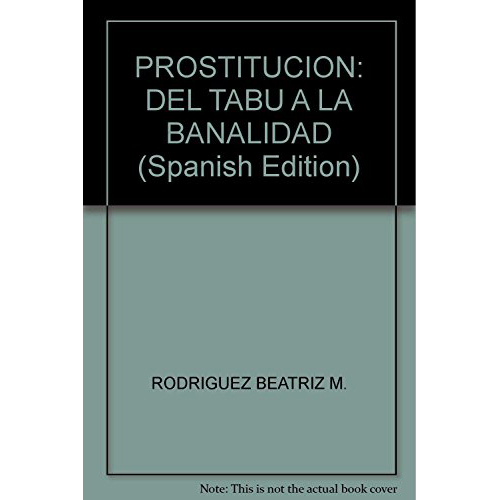 PROSTITUCION:
DEL TABU A LA
BANALIDAD
(Spanish Edition)
RODRIGUEZ BEATRIZ M.
Note: This is not the actual book cover